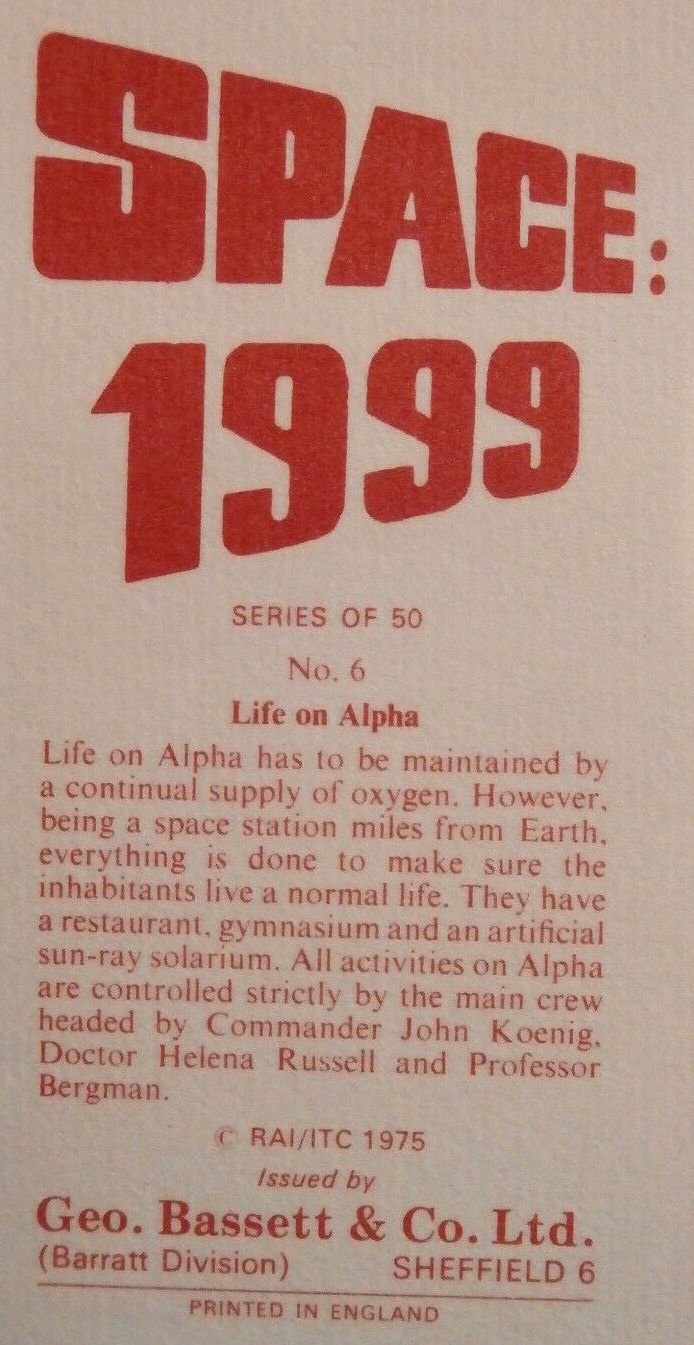 SPACE:
1999
SERIES OF 50
No. 6
Life on Alpha
Life on Alpha has to be maintained by
a continual supply of oxygen. However,
being a space station miles from Earth,
everything is done to make sure the
inhabitants live a normal life. They have
a restaurant, gymnasium and an artificial
sun-ray solarium. All activities on Alpha
are controlled strictly by the main crew
headed by Commander John Koenig,
Doctor Helena Russell and Professor
Bergman.
© RAI/ITC 1975
Issued by
Geo. Bassett & Co. Ltd.
(Barratt Division) SHEFFIELD 6
PRINTED IN ENGLAND